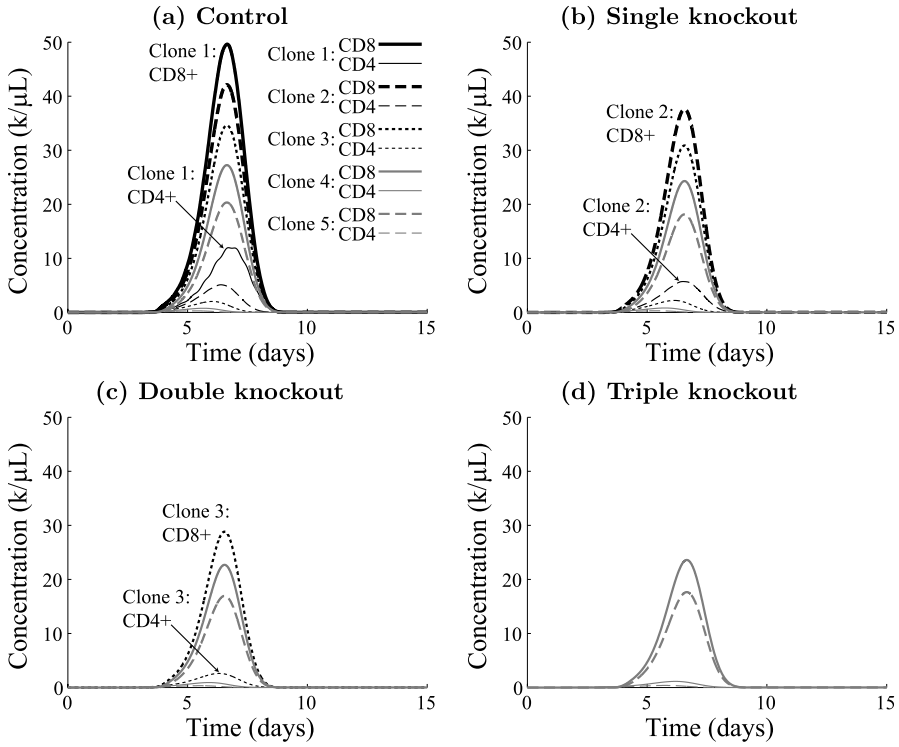 (a) Control
Concentration (k/μL)
50
40
30
20
10
0
0 5 10 15
Time (days)
Clone 1:
CD8+
Clone 1:
CD4+
Clone 1: CD8
CD4
Clone 2: CD8
CD4
Clone 3: CD8
CD4
Clone 4: CD8
CD4
Clone 5: CD8
CD4
(b) Single knockout
Concentration (k/μL)
50
40
30
20
10
0
0 5 10 15
Time (days)
Clone 2:
CD8+
Clone 2:
CD4+
(c) Double knockout
Concentration (k/μL)
50
40
30
20
10
0
0 5 10 15
Time (days)
Clone 3:
CD8+
Clone 3:
CD4+
(d) Triple knockout
Concentration (k/μL)
50
40
30
20
10
0
0 5 10 15
Time (days)